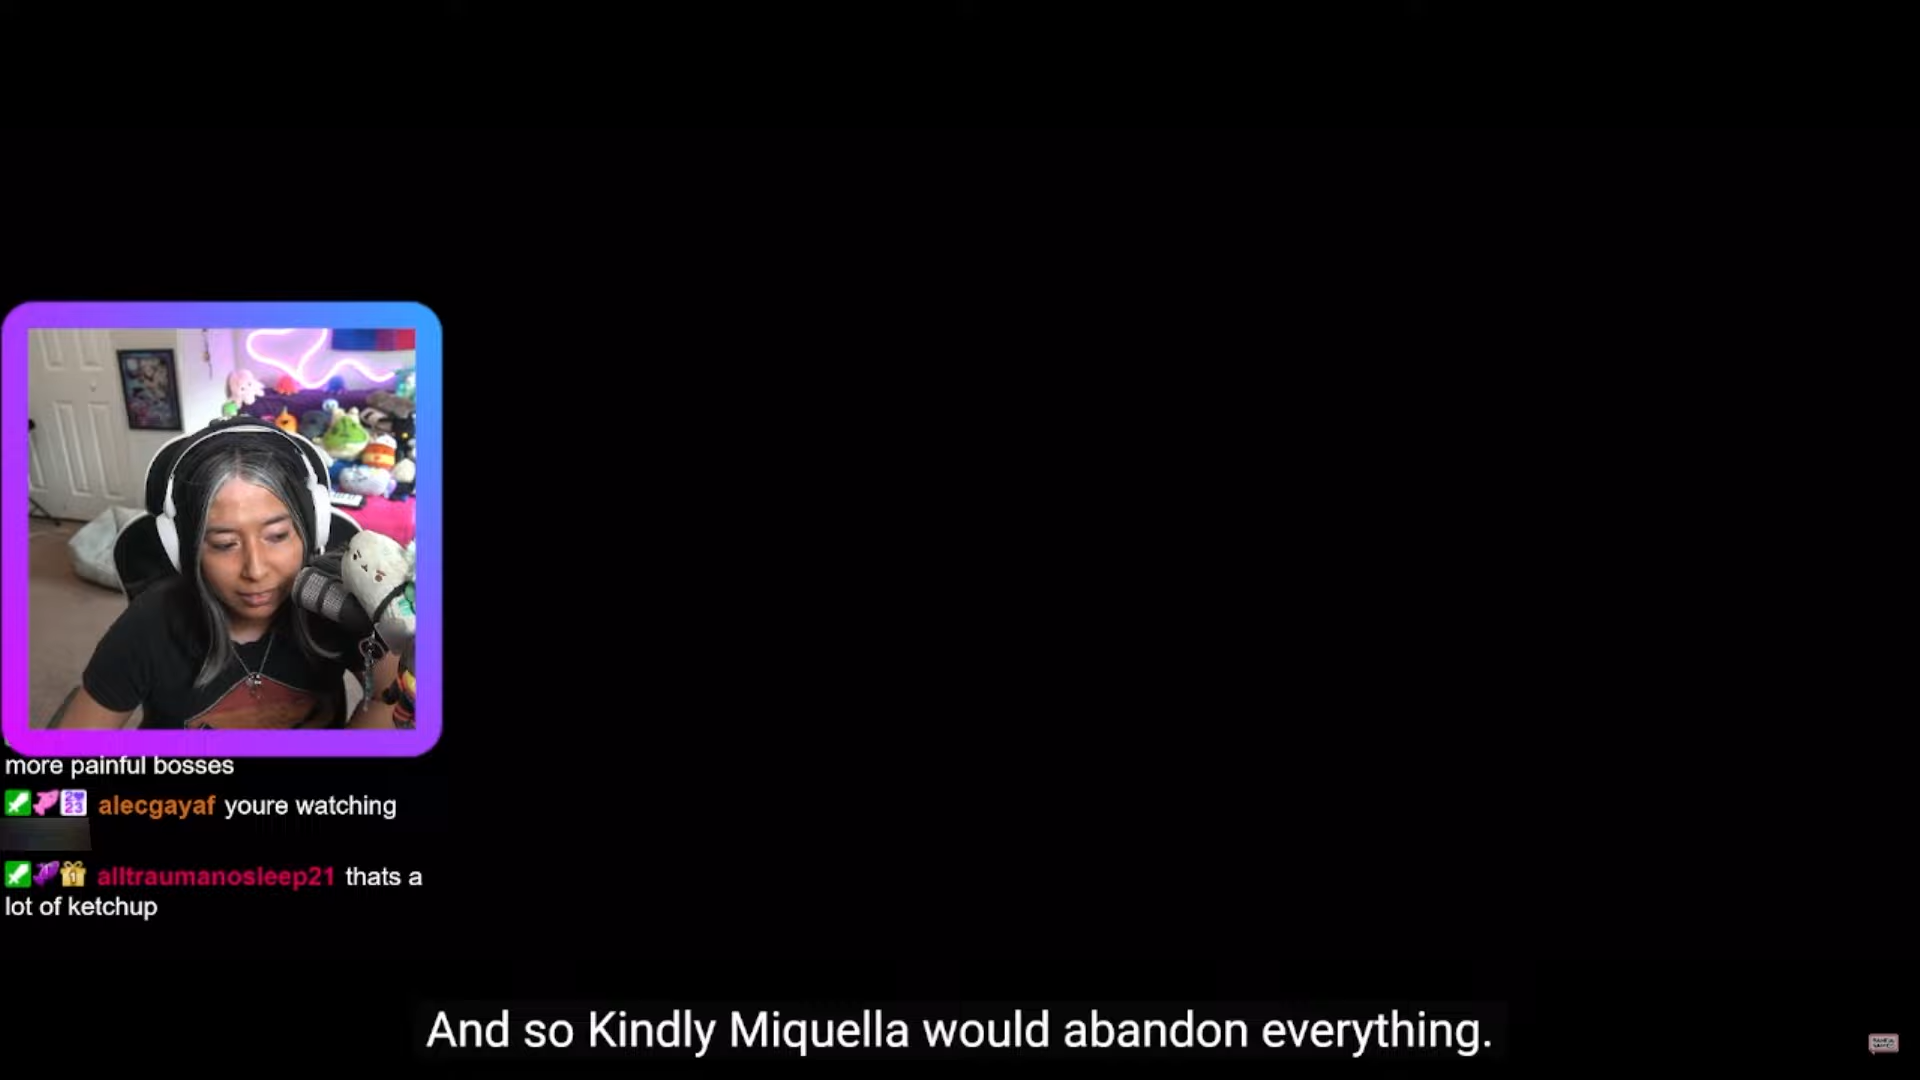 more painful bosses
alecgayaf youre watching
alltraumanosleep21 thats a
lot of ketchup
And so Kindly Miquella would abandon everything.